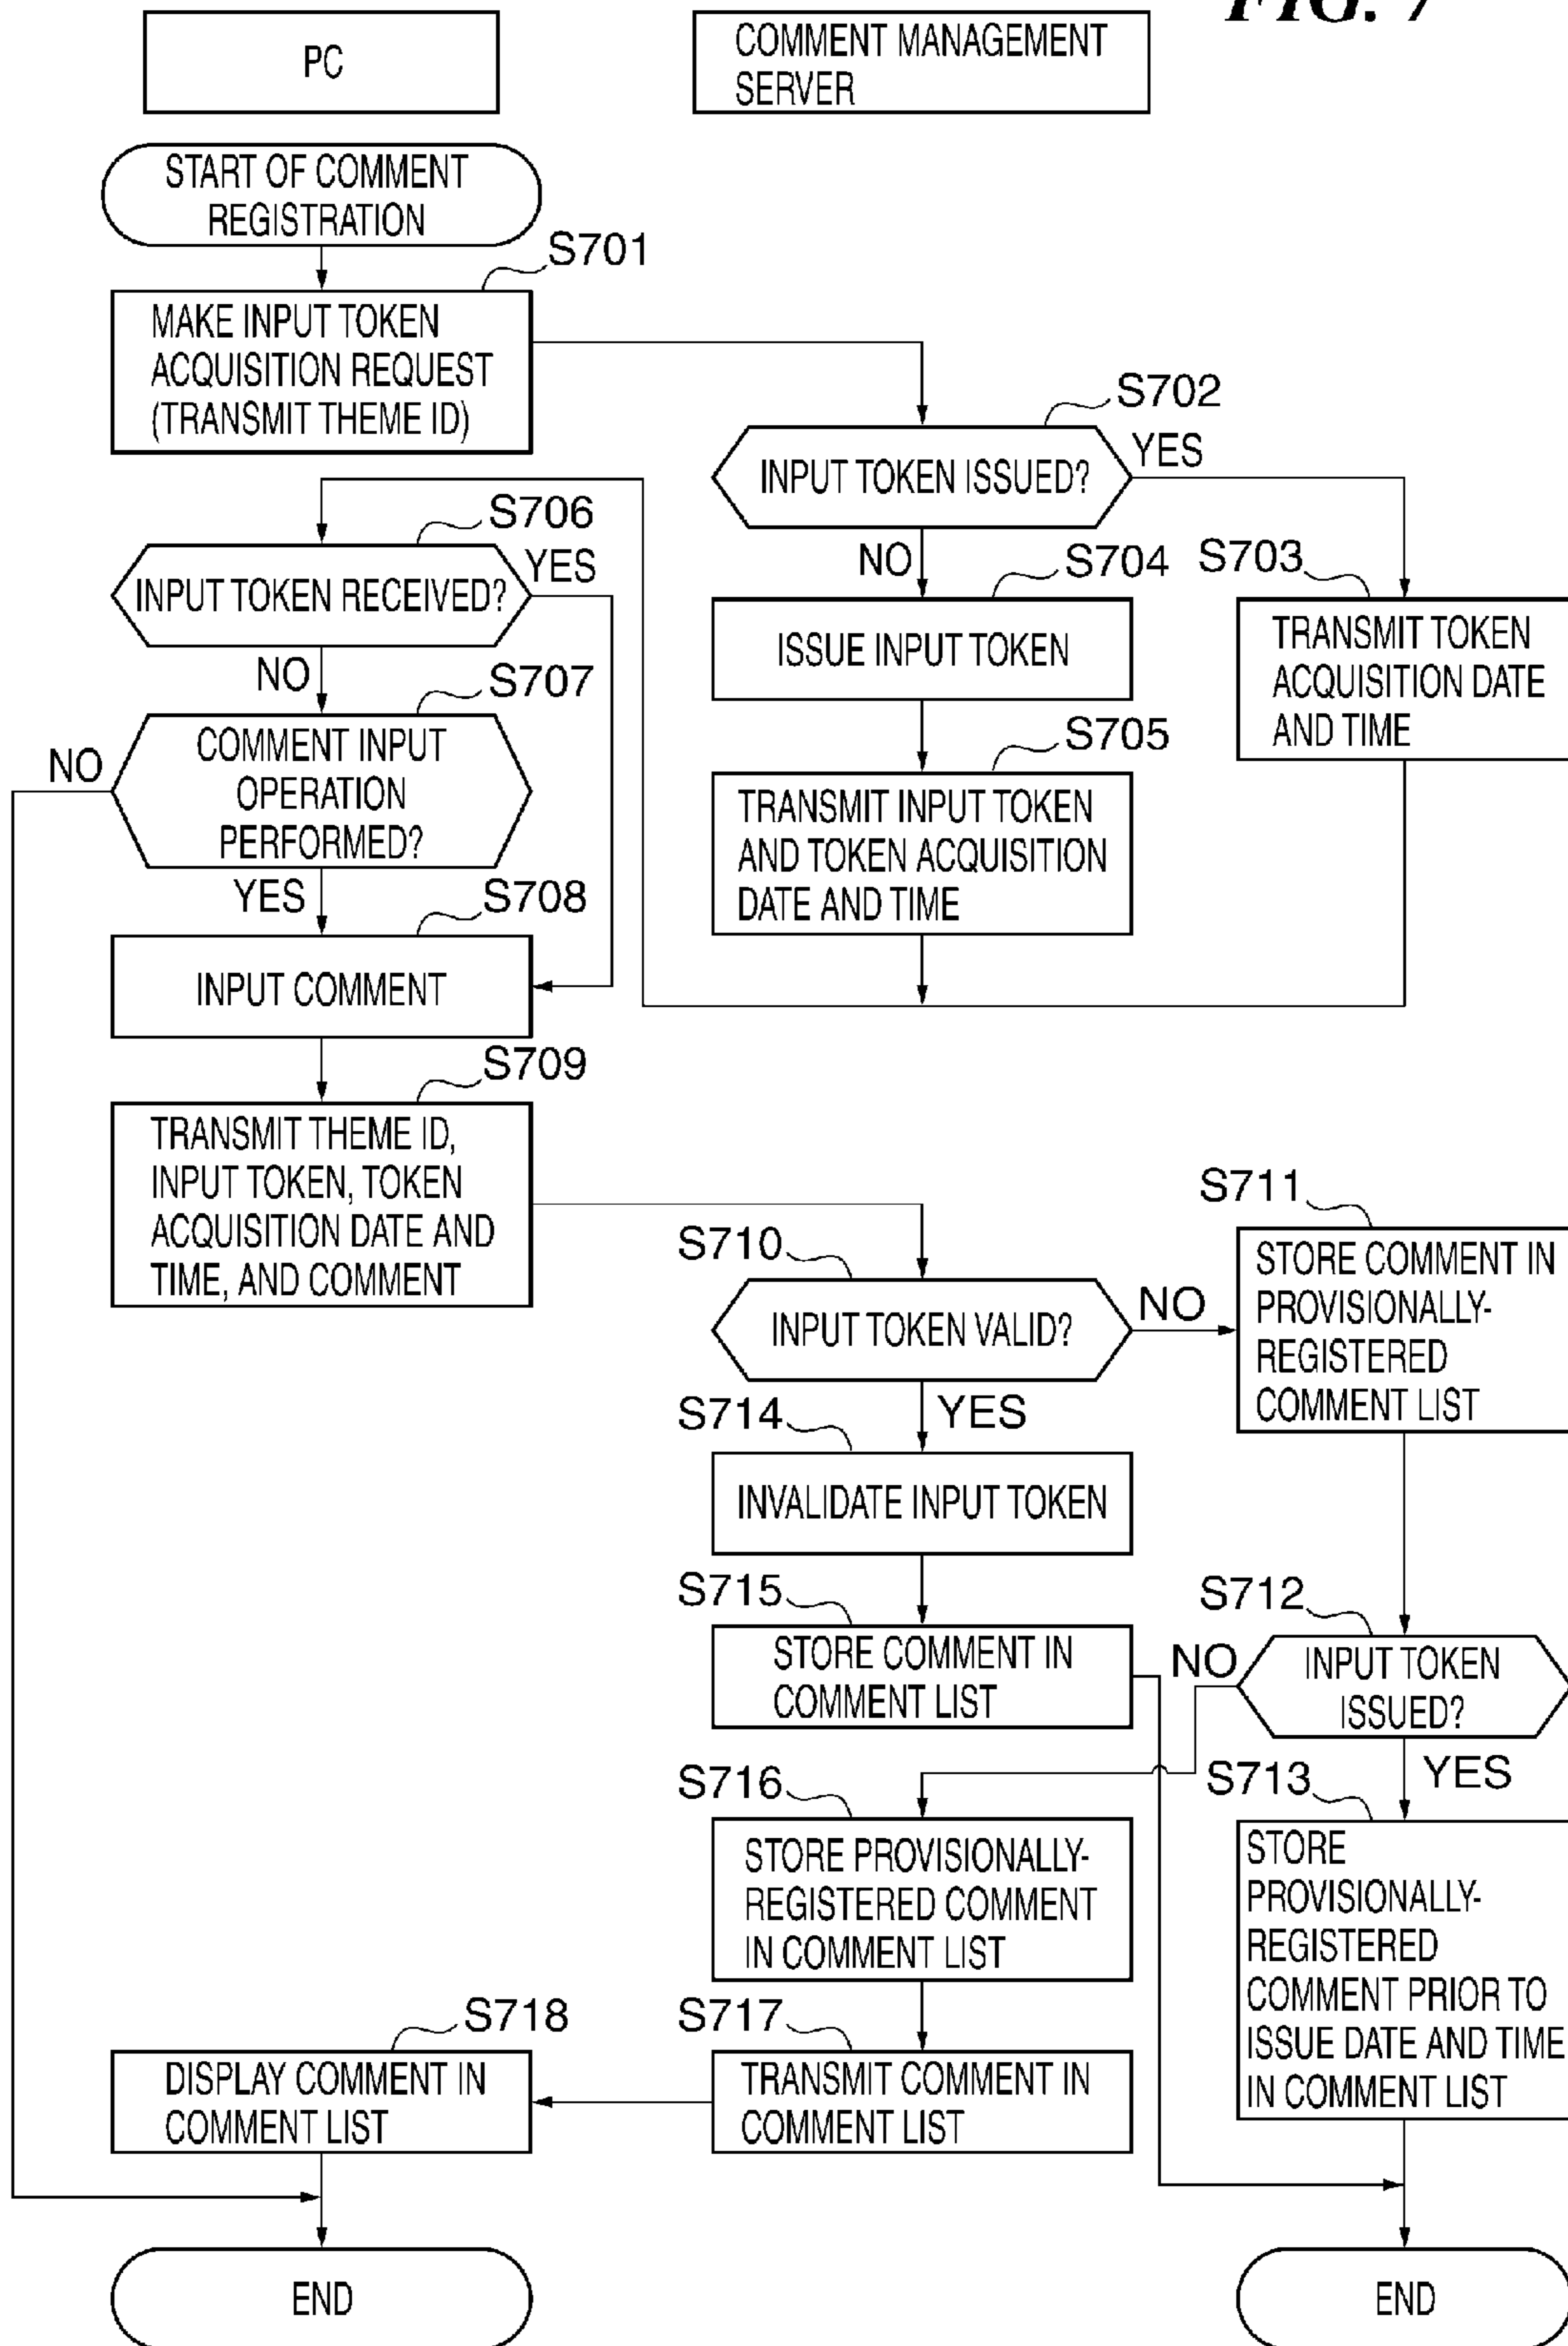 FIG. 7
PC
COMMENT MANAGEMENT
SERVER
START OF COMMENT
REGISTRATION
S701
MAKE INPUT TOKEN
ACQUISITION REQUEST
(TRANSMIT THEME ID)
S702
INPUT TOKEN ISSUED?
YES
NO
S703
TRANSMIT TOKEN
ACQUISITION DATE
AND TIME
S704
ISSUE INPUT TOKEN
S705
TRANSMIT INPUT TOKEN
AND TOKEN ACQUISITION
DATE AND TIME
S706
INPUT TOKEN RECEIVED?
YES
NO
S707
COMMENT INPUT
OPERATION
PERFORMED?
NO
YES
S708
INPUT COMMENT
S709
TRANSMIT THEME ID,
INPUT TOKEN, TOKEN
ACQUISITION DATE AND
TIME, AND COMMENT
S710
INPUT TOKEN VALID?
NO
YES
S711
STORE COMMENT IN
PROVISIONALLY-
REGISTERED
COMMENT LIST
S712
INPUT TOKEN
ISSUED?
NO
YES
S713
STORE
PROVISIONALLY-
REGISTERED
COMMENT PRIOR TO
ISSUE DATE AND TIME
IN COMMENT LIST
S714
INVALIDATE INPUT TOKEN
S715
STORE COMMENT IN
COMMENT LIST
S716
STORE PROVISIONALLY-
REGISTERED COMMENT
IN COMMENT LIST
S717
TRANSMIT COMMENT IN
COMMENT LIST
S718
DISPLAY COMMENT IN
COMMENT LIST
END
END